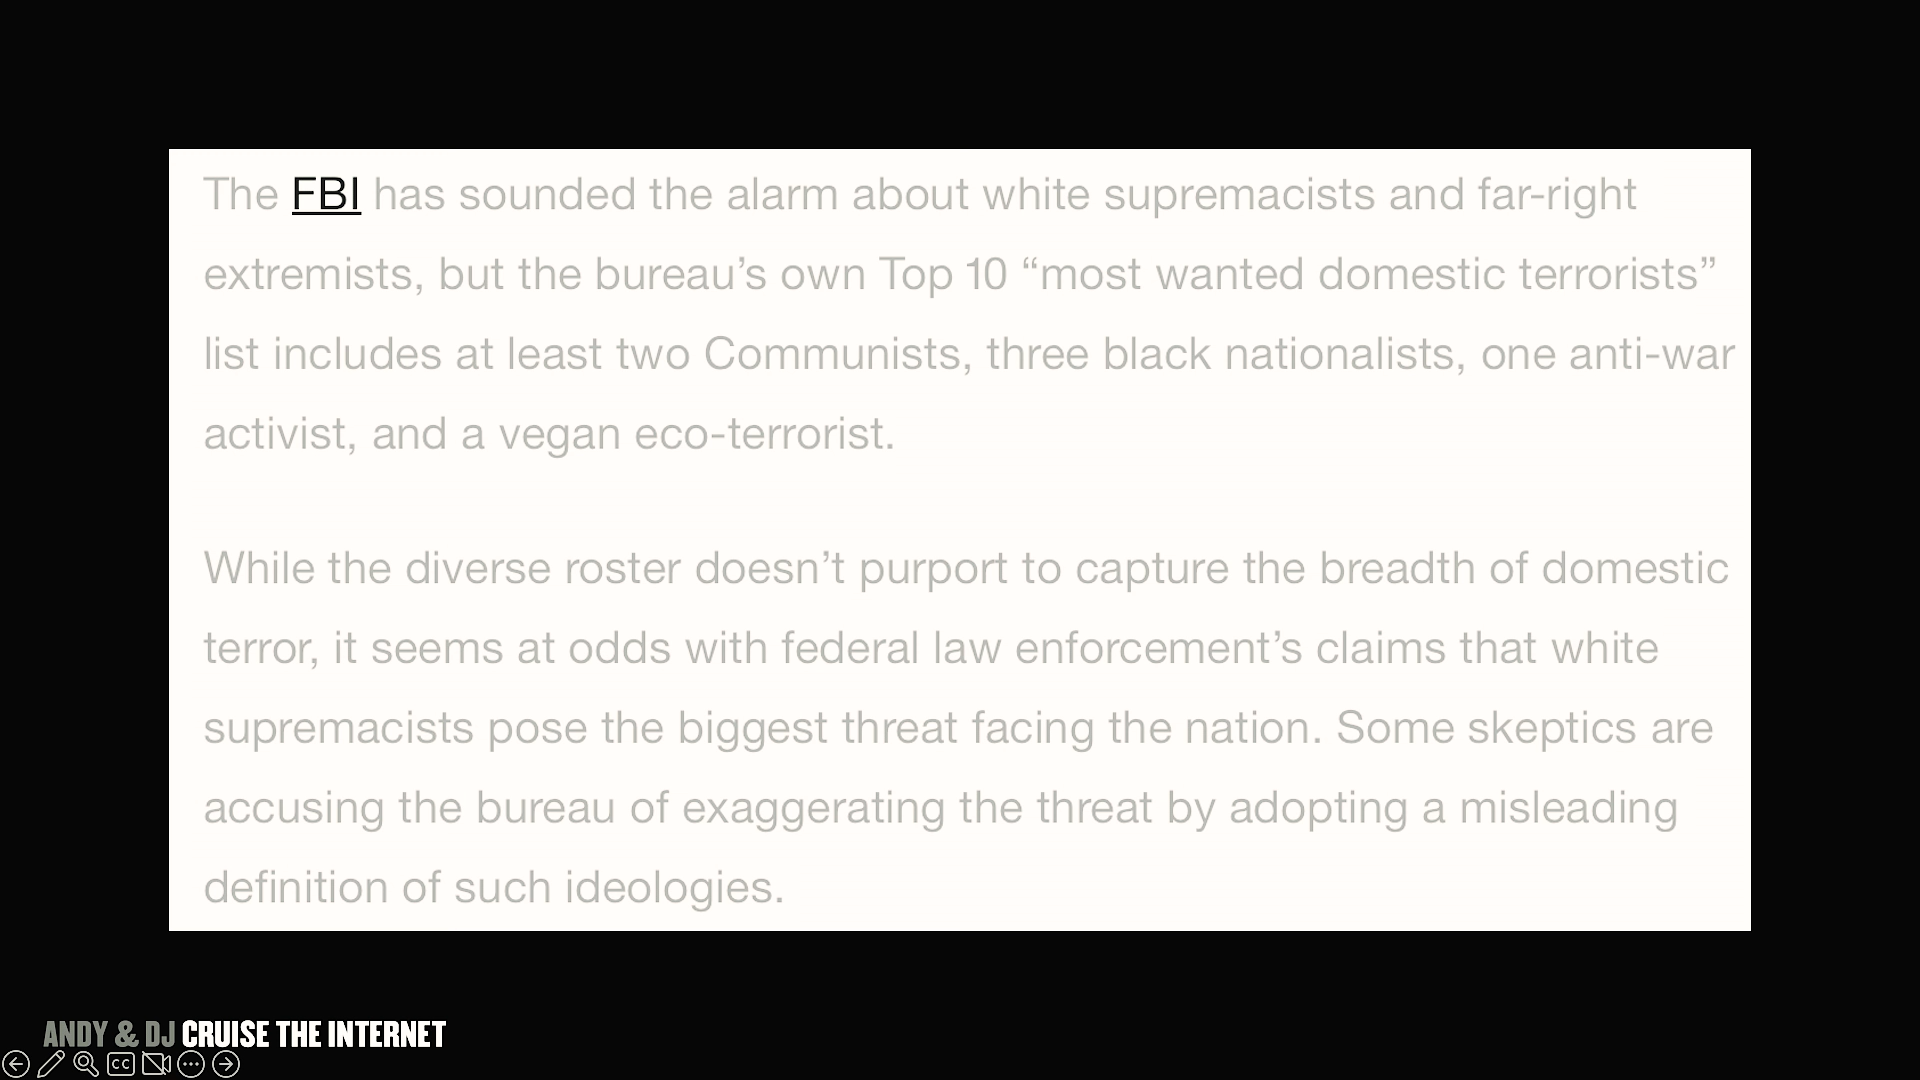 The FBI has sounded the alarm about white supremacists and far-right
extremists, but the bureau’s own Top 10 “most wanted domestic terrorists”
list includes at least two Communists, three black nationalists, one anti-war
activist, and a vegan eco-terrorist.
While the diverse roster doesn’t purport to capture the breadth of domestic
terror, it seems at odds with federal law enforcement’s claims that white
supremacists pose the biggest threat facing the nation. Some skeptics are
accusing the bureau of exaggerating the threat by adopting a misleading
definition of such ideologies.
ANDY & DJ CRUISE THE INTERNET
CC